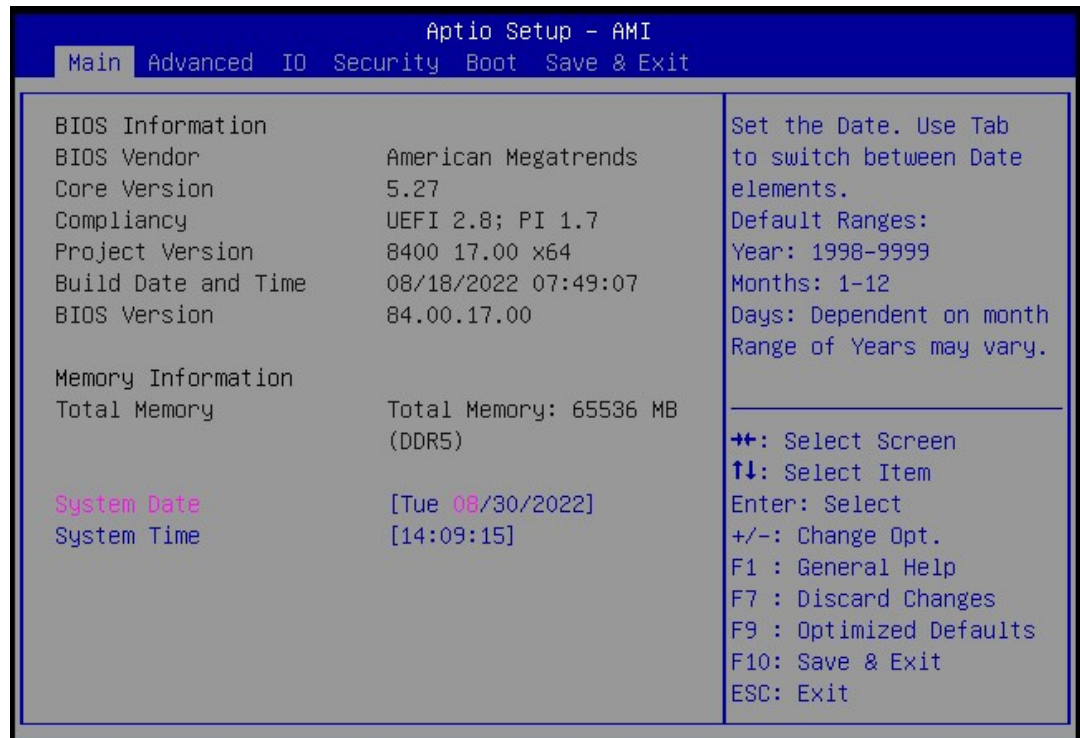 Aptio Setup – AMI
Main Advanced IO Security Boot Save & Exit
BIOS Information
BIOS Vendor American Megatrends
Core Version 5.27
Compliancy UEFI 2.8; PI 1.7
Project Version 8400 17.00 x64
Build Date and Time 08/18/2022 07:49:07
BIOS Version 84.00.17.00
Memory Information
Total Memory Total Memory: 65536 MB
(DDR5)
System Date [Tue 08/30/2022]
System Time [14:09:15]
Set the Date. Use Tab
to switch between Date
elements.
Default Ranges:
Year: 1998-9999
Months: 1-12
Days: Dependent on month
Range of Years may vary.
→←: Select Screen
↑↓: Select Item
Enter: Select
+/-: Change Opt.
F1 : General Help
F7 : Discard Changes
F9 : Optimized Defaults
F10: Save & Exit
ESC: Exit